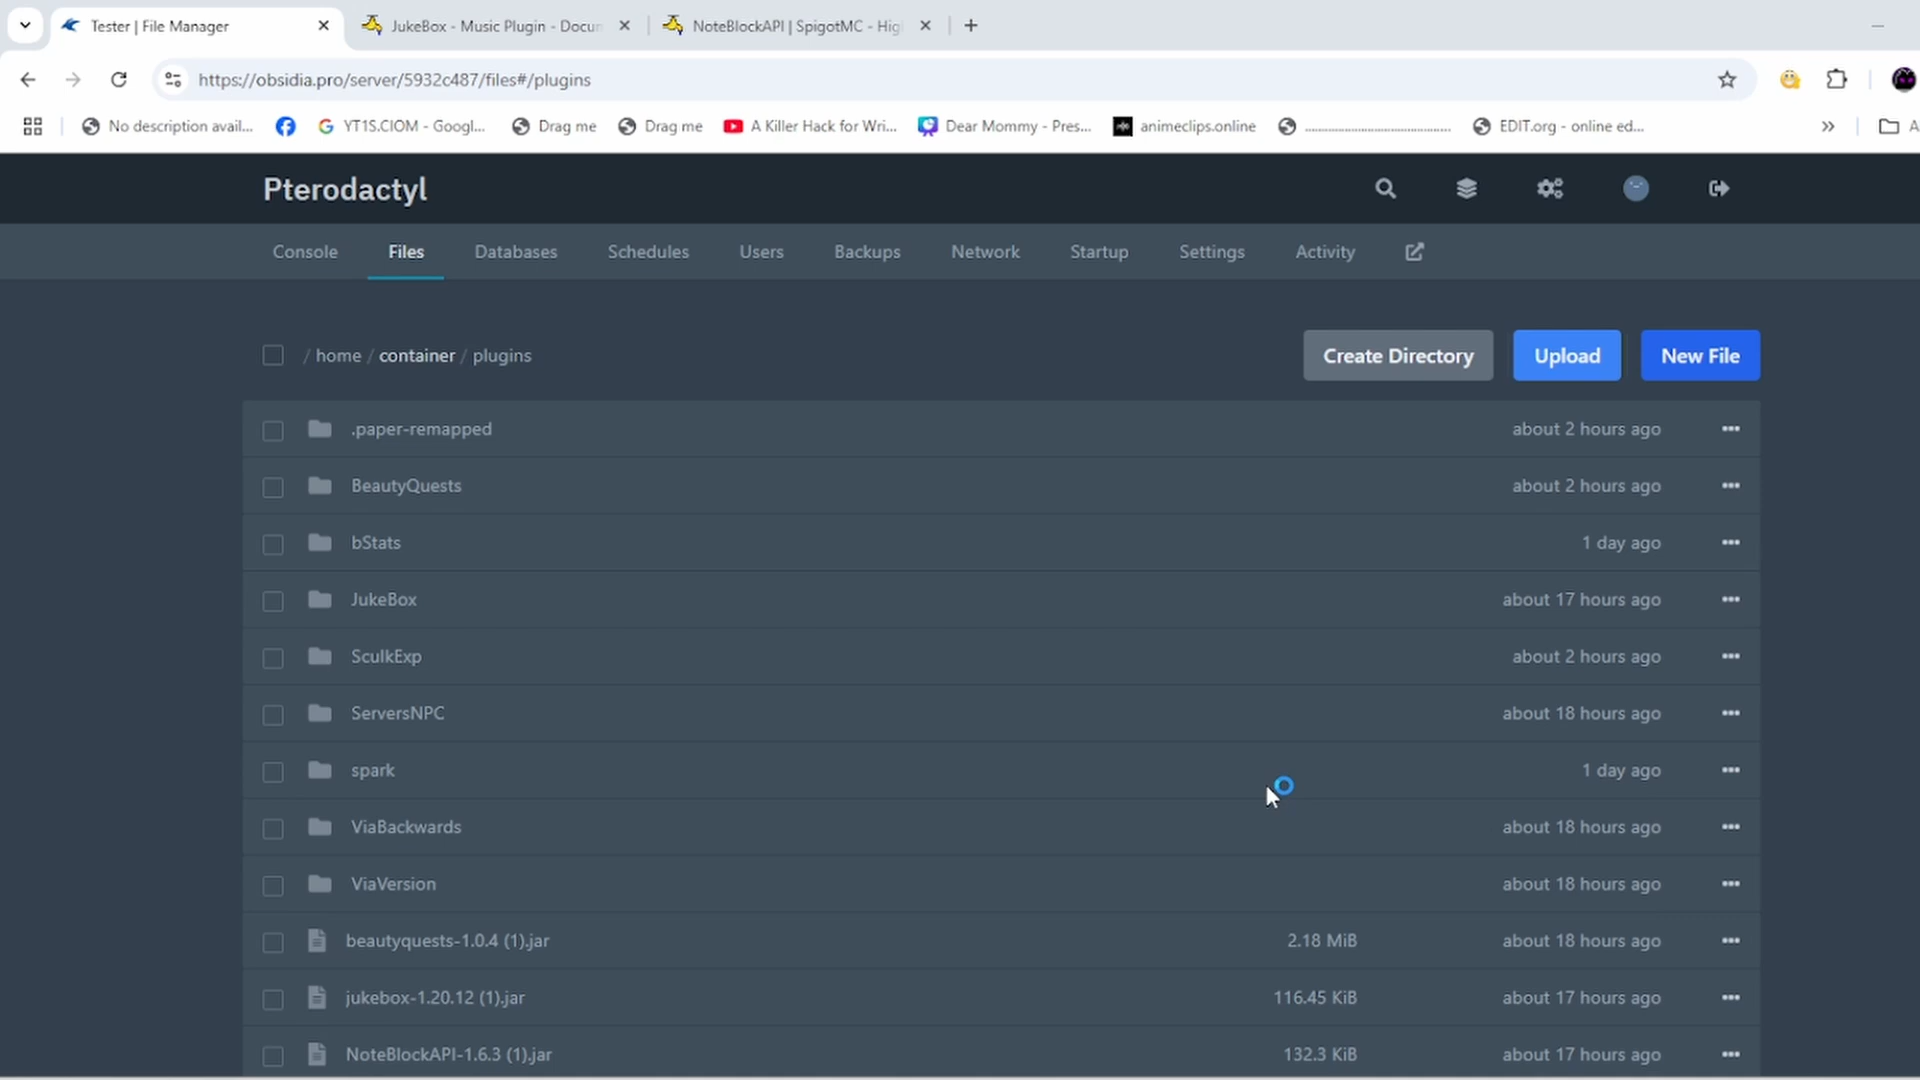 Tester | File Manager
JukeBox - Music Plugin - Docun
NoteBlockAPI | SpigotMC - High
https://obsidia.pro/server/5932c487/files#/plugins
No description avail...
YT1S.CIOM - Googl...
Drag me
Drag me
A Killer Hack for Wri...
Dear Mommy - Pres...
animeclips.online
EDIT.org - online ed...
Pterodactyl
Console
Files
Databases
Schedules
Users
Backups
Network
Startup
Settings
Activity
/ home / container / plugins
Create Directory
Upload
New File
.paper-remapped about 2 hours ago
BeautyQuests about 2 hours ago
bStats 1 day ago
JukeBox about 17 hours ago
SculkExp about 2 hours ago
ServersNPC about 18 hours ago
spark 1 day ago
ViaBackwards about 18 hours ago
ViaVersion about 18 hours ago
beautyquests-1.0.4 (1).jar 2.18 MiB about 18 hours ago
jukebox-1.20.12 (1).jar 116.45 KiB about 17 hours ago
NoteBlockAPI-1.6.3 (1).jar 132.3 KiB about 17 hours ago